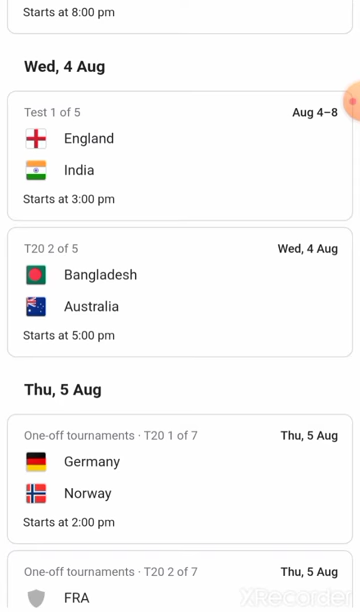 Starts at 8:00 pm
Wed, 4 Aug
Test 1 of 5 Aug 4–8
England
India
Starts at 3:00 pm
T20 2 of 5 Wed, 4 Aug
Bangladesh
Australia
Starts at 5:00 pm
Thu, 5 Aug
One-off tournaments · T20 1 of 7 Thu, 5 Aug
Germany
Norway
Starts at 2:00 pm
One-off tournaments · T20 2 of 7 Thu, 5 Aug
FRA
XRecorder